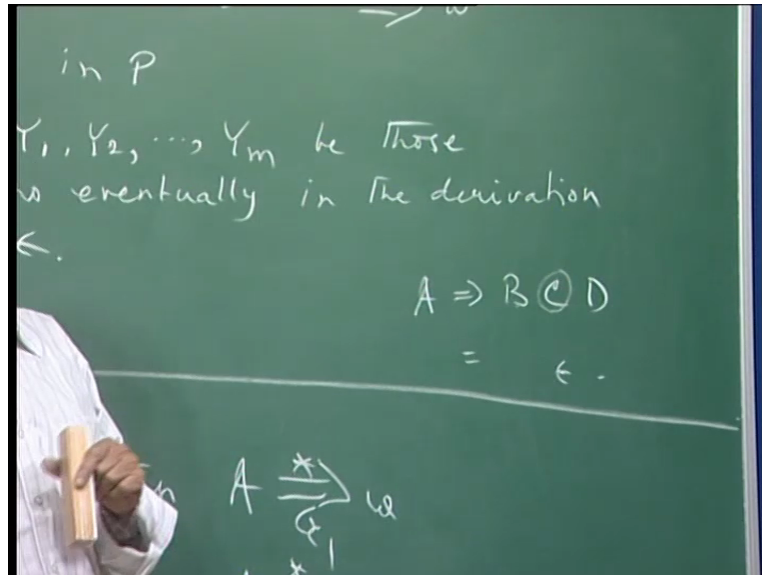 ⇒ w
in P
Y₁, Y₂, ..., Yₘ be those
eventually in the derivation
ϵ.
A ⇒ B C D
= ϵ.
A *⇒ G' w
*